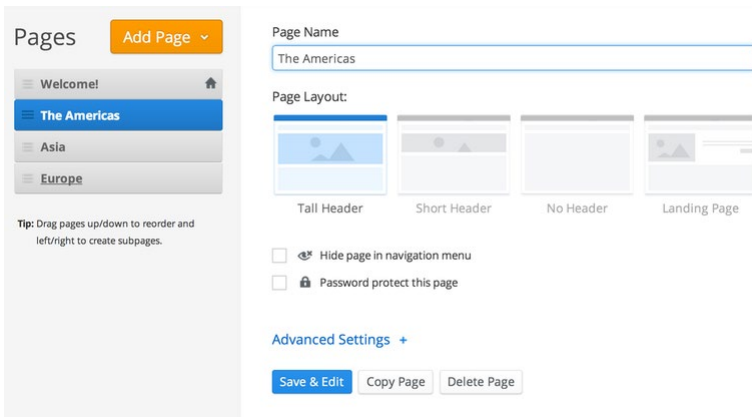 Pages
Add Page
Welcome!
The Americas
Asia
Europe
Tip: Drag pages up/down to reorder and
left/right to create subpages.
Page Name
The Americas
Page Layout:
Tall Header
Short Header
No Header
Landing Page
Hide page in navigation menu
Password protect this page
Advanced Settings +
Save & Edit
Copy Page
Delete Page